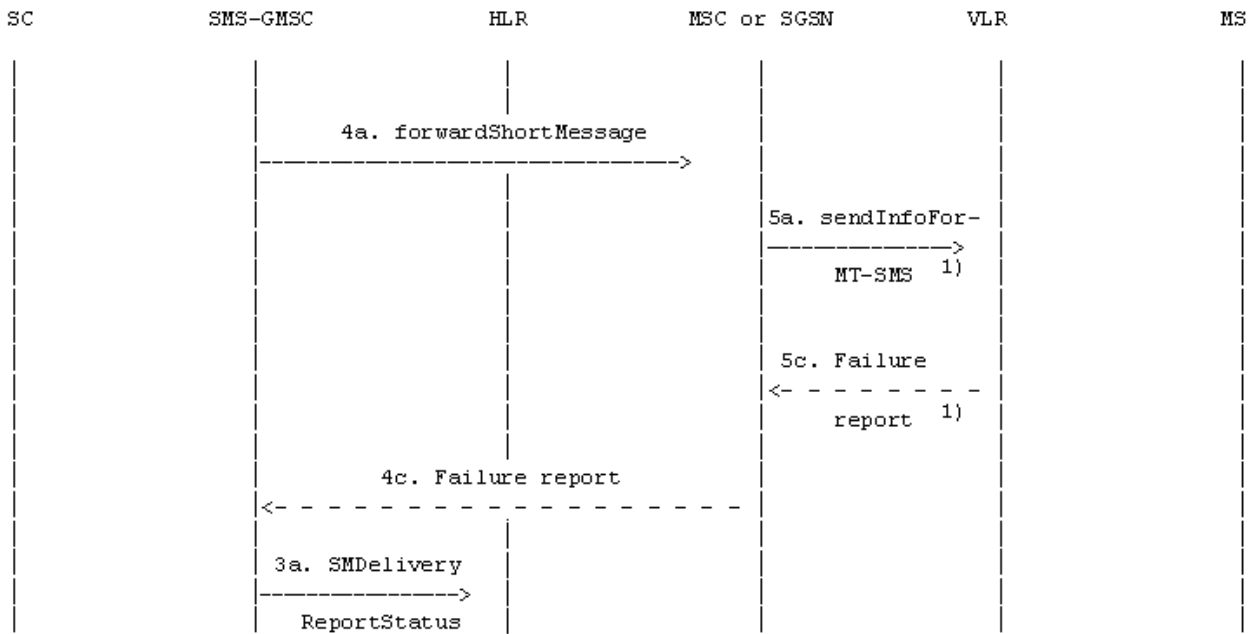 SC SMS-GMSC HLR MSC or SGSN VLR MS
4a. forwardShortMessage
5a. sendInfoFor-
MT-SMS 1)
5c. Failure
report 1)
4c. Failure report
3a. SMDelivery
ReportStatus